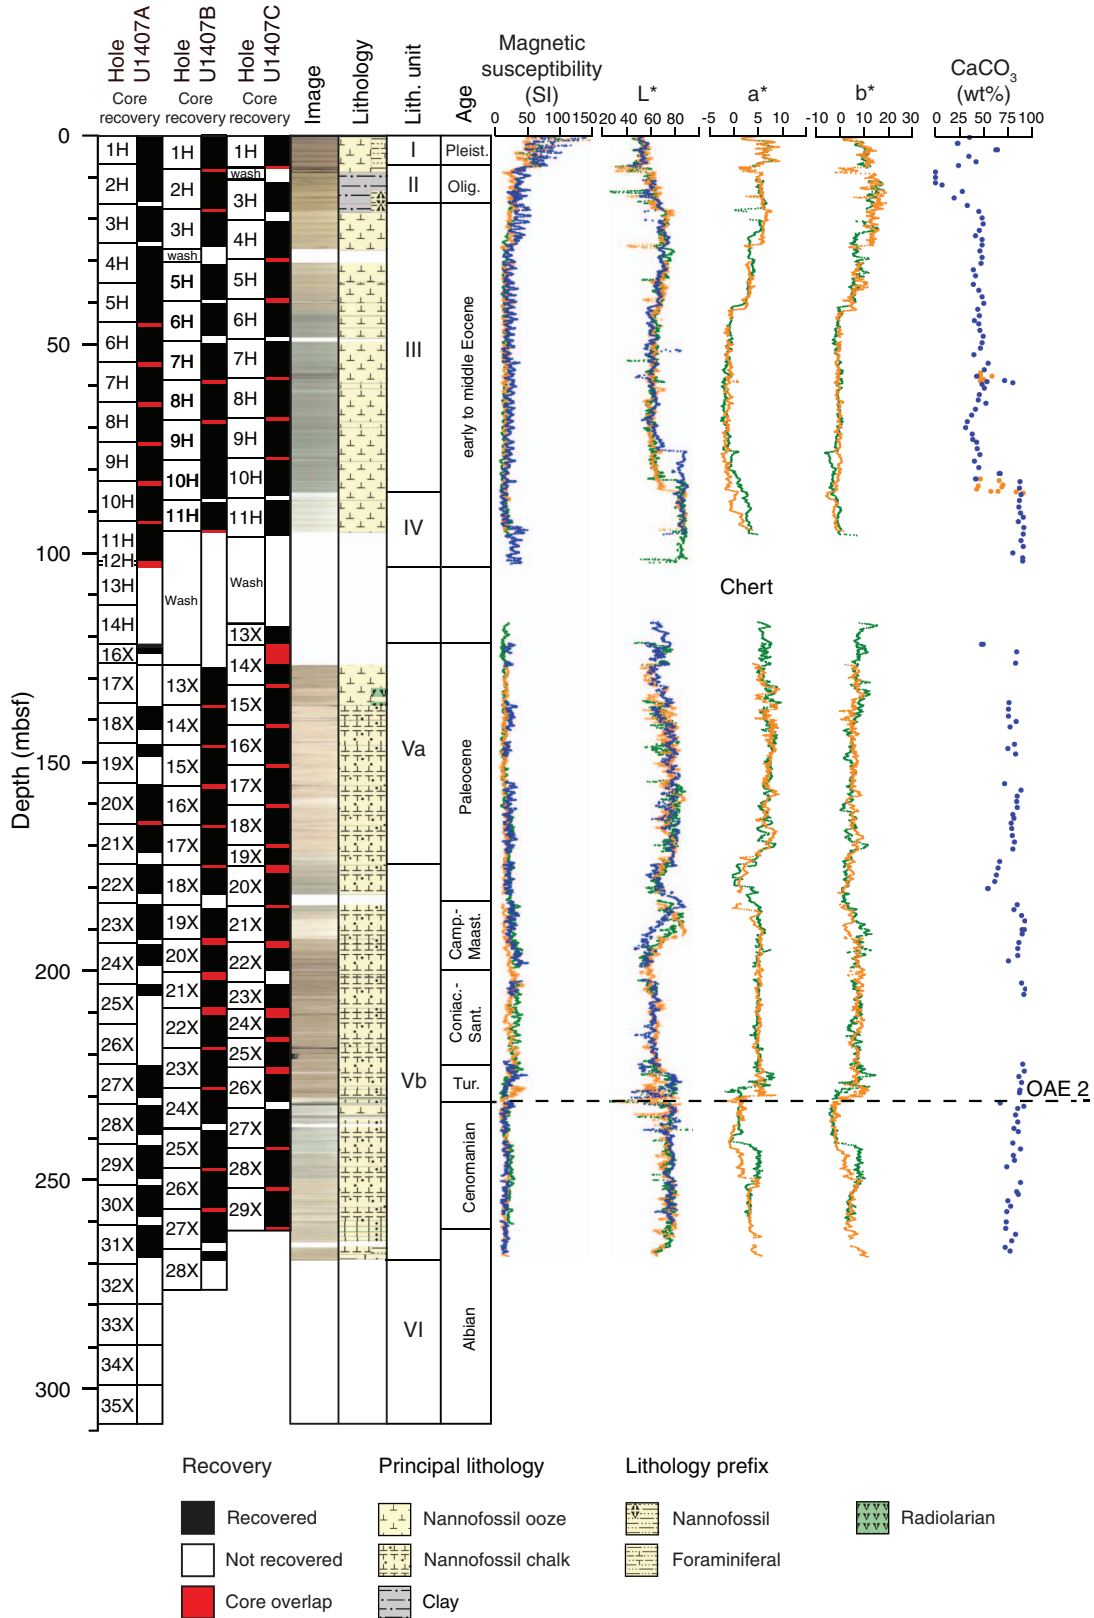 Hole U1407A
Core recovery
Hole U1407B
Core recovery
Hole U1407C
Core recovery
Image
Lithology
Lith. unit
Age
Magnetic susceptibility (SI)
L*
a*
b*
CaCO3 (wt%)
0 50 100 150
20 40 60 80
-5 0 5 10
-10 0 10 20 30
0 25 50 75 100
Depth (mbsf)
0
50
100
150
200
250
300
1H
2H
3H
4H
5H
6H
7H
8H
9H
10H
11H
12H
13H
14H
16X
17X
18X
19X
20X
21X
22X
23X
24X
25X
26X
27X
28X
29X
30X
31X
32X
33X
34X
35X
1H
2H
3H
wash
5H
6H
7H
8H
9H
10H
11H
Wash
13X
14X
15X
16X
17X
18X
19X
20X
21X
22X
23X
24X
25X
26X
27X
28X
1H
wash
3H
4H
5H
6H
7H
8H
9H
10H
11H
Wash
13X
14X
15X
16X
17X
18X
19X
20X
21X
22X
23X
24X
25X
26X
27X
28X
29X
I
II
III
IV
Va
Vb
VI
Pleist.
Olig.
early to middle Eocene
Paleocene
Camp.-
Maast.
Coniac.-
Sant.
Tur.
Cenomanian
Albian
Chert
OAE 2
Recovery
Recovered
Not recovered
Core overlap
Principal lithology
Nannofossil ooze
Nannofossil chalk
Clay
Lithology prefix
Nannofossil
Foraminiferal
Radiolarian